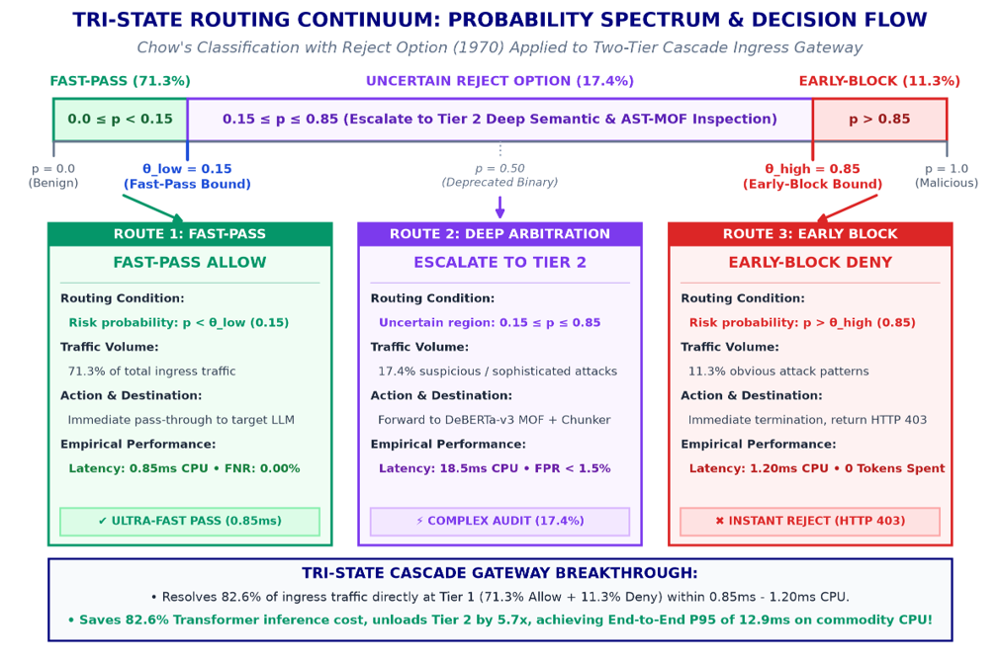 TRI-STATE ROUTING CONTINUUM: PROBABILITY SPECTRUM & DECISION FLOW
Chow's Classification with Reject Option (1970) Applied to Two-Tier Cascade Ingress Gateway
FAST-PASS (71.3%)
UNCERTAIN REJECT OPTION (17.4%)
EARLY-BLOCK (11.3%)
0.0 ≤ p < 0.15
0.15 ≤ p ≤ 0.85 (Escalate to Tier 2 Deep Semantic & AST-MOF Inspection)
p > 0.85
p = 0.0
(Benign)
θ_low = 0.15
(Fast-Pass Bound)
p = 0.50
(Deprecated Binary)
θ_high = 0.85
(Early-Block Bound)
p = 1.0
(Malicious)
ROUTE 1: FAST-PASS
FAST-PASS ALLOW
Routing Condition:
Risk probability: p < θ_low (0.15)
Traffic Volume:
71.3% of total ingress traffic
Action & Destination:
Immediate pass-through to target LLM
Empirical Performance:
Latency: 0.85ms CPU • FNR: 0.00%
✔ ULTRA-FAST PASS (0.85ms)
ROUTE 2: DEEP ARBITRATION
ESCALATE TO TIER 2
Routing Condition:
Uncertain region: 0.15 ≤ p ≤ 0.85
Traffic Volume:
17.4% suspicious / sophisticated attacks
Action & Destination:
Forward to DeBERTa-v3 MOF + Chunker
Empirical Performance:
Latency: 18.5ms CPU • FPR < 1.5%
⚡ COMPLEX AUDIT (17.4%)
ROUTE 3: EARLY BLOCK
EARLY-BLOCK DENY
Routing Condition:
Risk probability: p > θ_high (0.85)
Traffic Volume:
11.3% obvious attack patterns
Action & Destination:
Immediate termination, return HTTP 403
Empirical Performance:
Latency: 1.20ms CPU • 0 Tokens Spent
✖ INSTANT REJECT (HTTP 403)
TRI-STATE CASCADE GATEWAY BREAKTHROUGH:
• Resolves 82.6% of ingress traffic directly at Tier 1 (71.3% Allow + 11.3% Deny) within 0.85ms - 1.20ms CPU.
• Saves 82.6% Transformer inference cost, unloads Tier 2 by 5.7x, achieving End-to-End P95 of 12.9ms on commodity CPU!